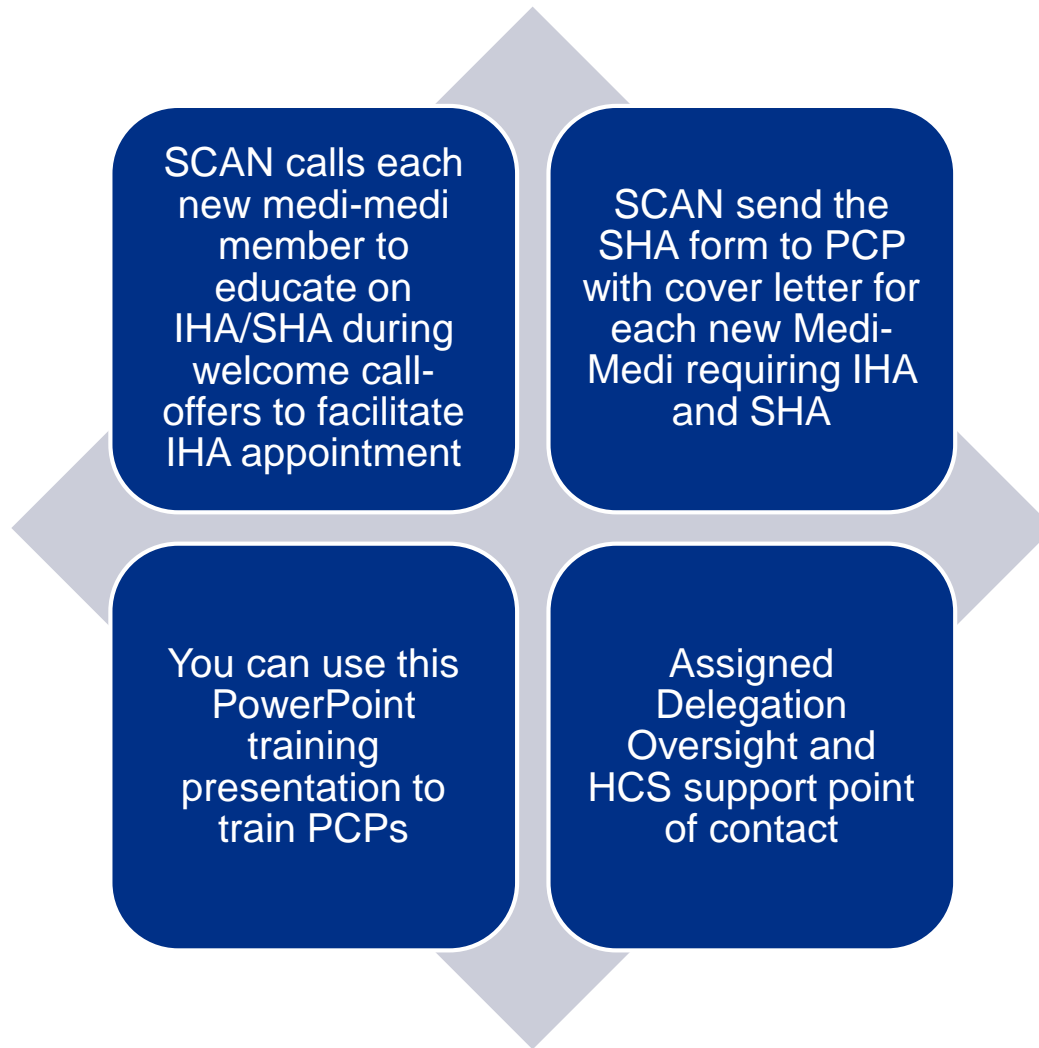 SCAN calls each
new medi-medi
member to
educate on
IHA/SHA during
welcome call-
offers to facilitate
IHA appointment
SCAN send the
SHA form to PCP
with cover letter for
each new Medi-
Medi requiring IHA
and SHA
You can use this
PowerPoint
training
presentation to
train PCPs
Assigned
Delegation
Oversight and
HCS support point
of contact